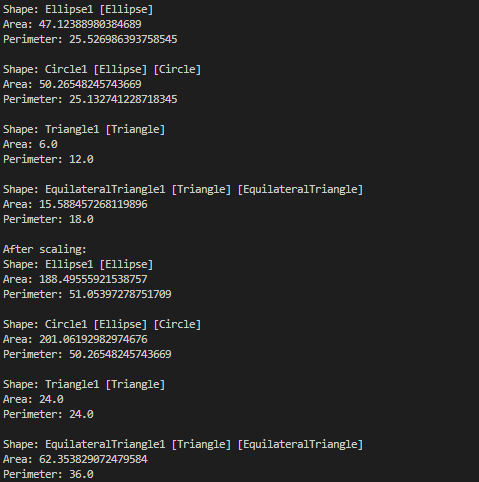 Shape: Ellipse1 [Ellipse]
Area: 47.12388980384689
Perimeter: 25.526986393758545
Shape: Circle1 [Ellipse] [Circle]
Area: 50.26548245743669
Perimeter: 25.132741228718345
Shape: Triangle1 [Triangle]
Area: 6.0
Perimeter: 12.0
Shape: EquilateralTriangle1 [Triangle] [EquilateralTriangle]
Area: 15.588457268119896
Perimeter: 18.0
After scaling:
Shape: Ellipse1 [Ellipse]
Area: 188.49555921538757
Perimeter: 51.05397278751709
Shape: Circle1 [Ellipse] [Circle]
Area: 201.06192982974676
Perimeter: 50.26548245743669
Shape: Triangle1 [Triangle]
Area: 24.0
Perimeter: 24.0
Shape: EquilateralTriangle1 [Triangle] [EquilateralTriangle]
Area: 62.353829072479584
Perimeter: 36.0